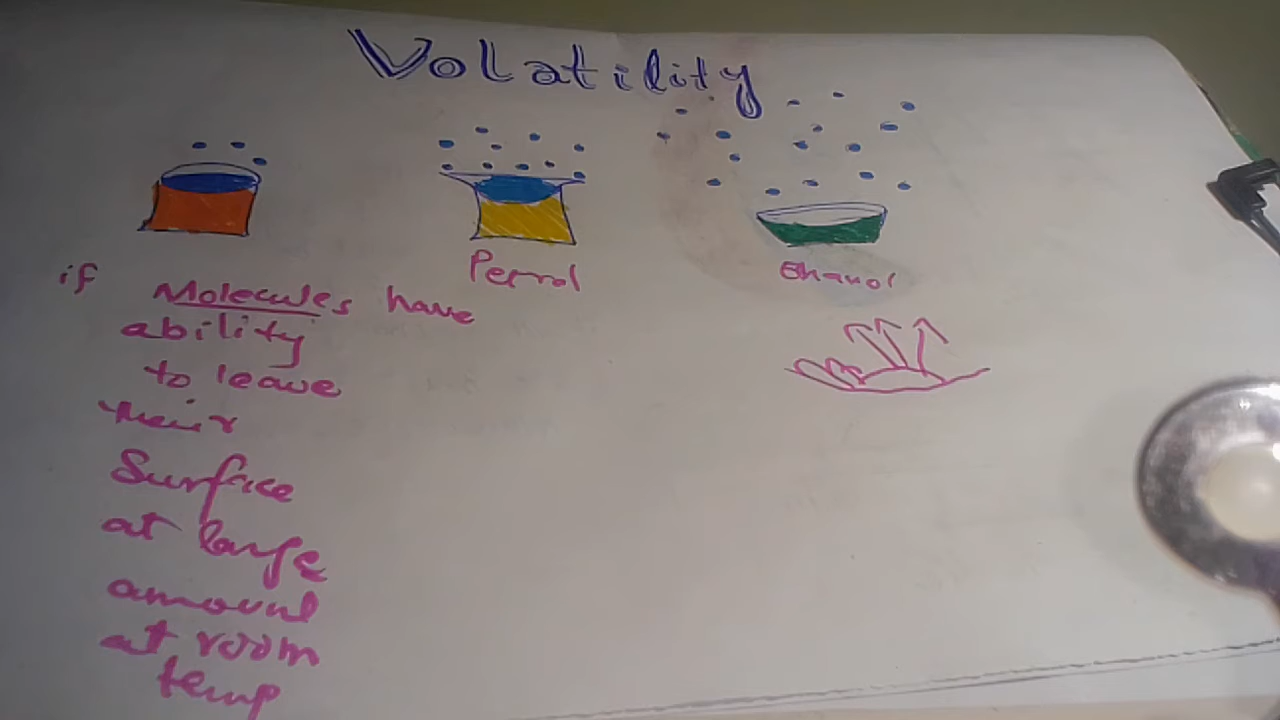 Volatility
Petrol
Ethanol
if Molecules have
ability
to leave
their
Surface
at large
amount
at room
temp